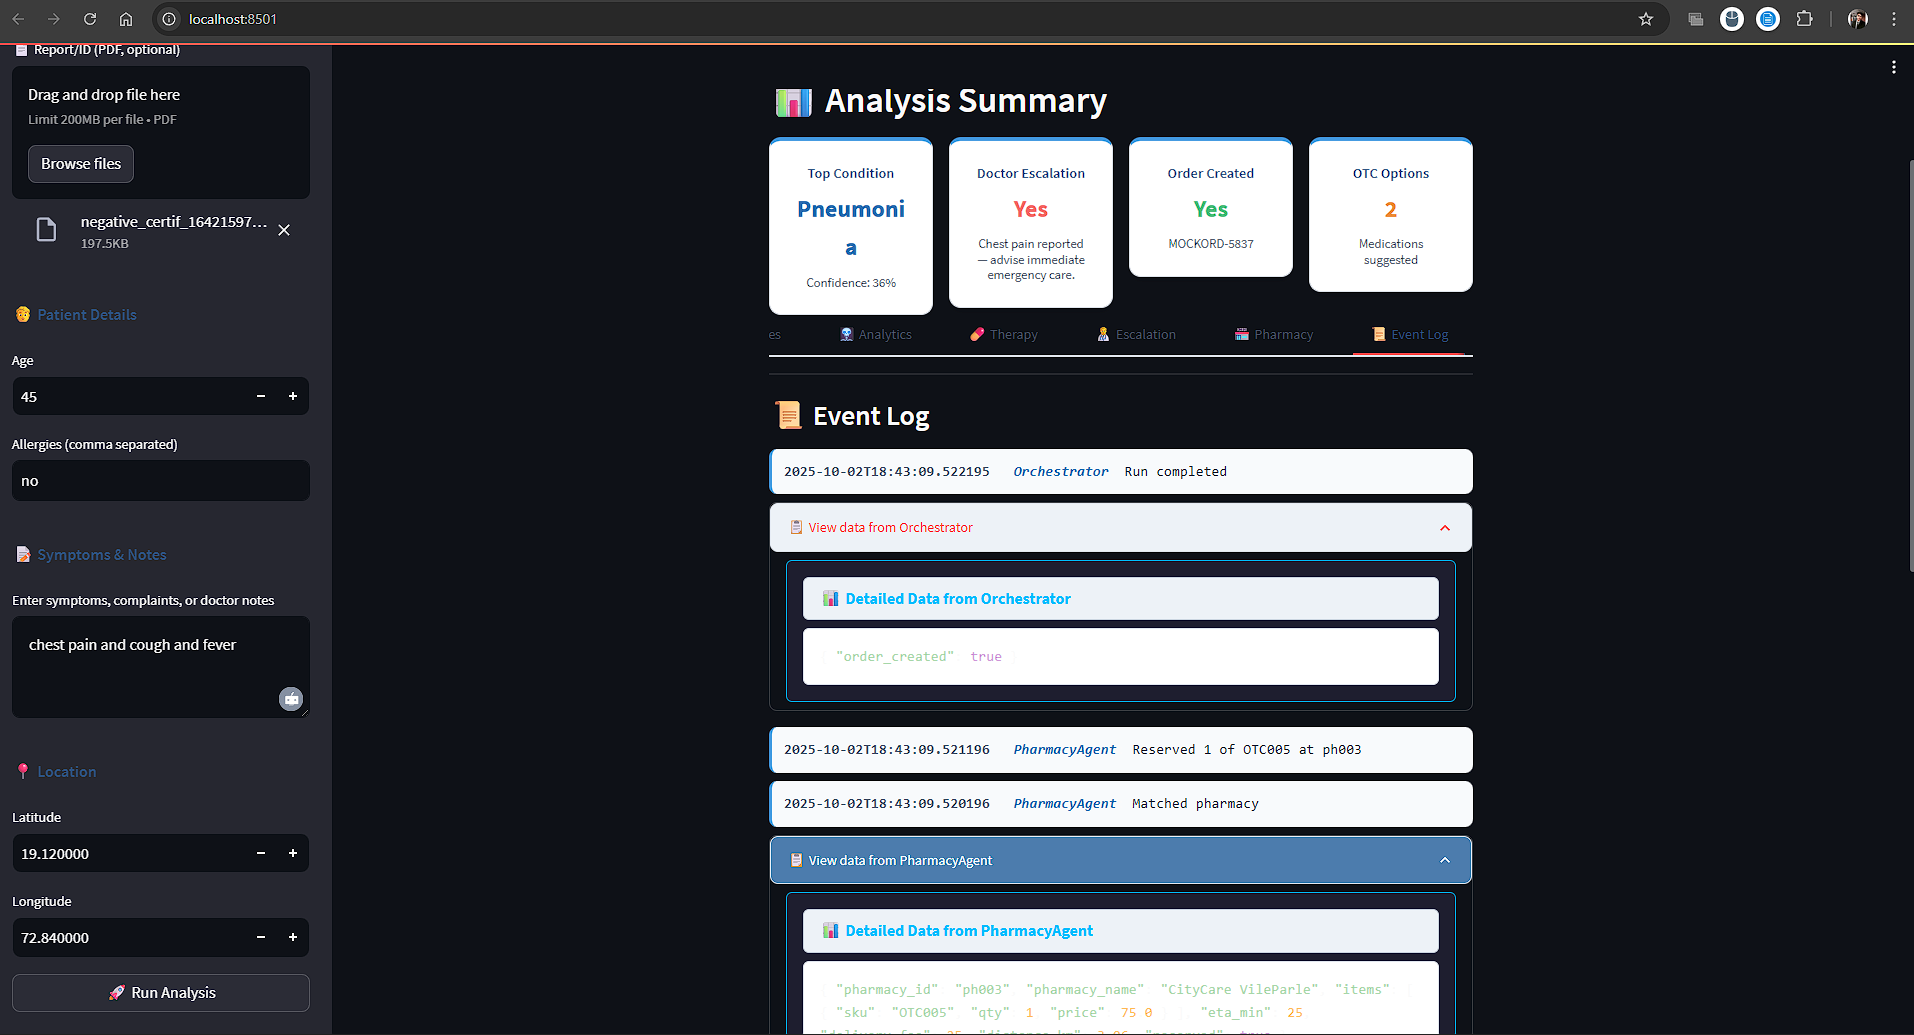 localhost:8501
Report/ID (PDF, optional)
Drag and drop file here
Limit 200MB per file • PDF
Browse files
negative_certif_16421597...
197.5KB
Patient Details
Age
45
Allergies (comma separated)
no
Symptoms & Notes
Enter symptoms, complaints, or doctor notes
chest pain and cough and fever
Location
Latitude
19.120000
Longitude
72.840000
Run Analysis
Analysis Summary
Top Condition
Pneumoni
a
Confidence: 36%
Doctor Escalation
Yes
Chest pain reported
— advise immediate
emergency care.
Order Created
Yes
MOCKORD-5837
OTC Options
2
Medications
suggested
es Analytics Therapy Escalation Pharmacy Event Log
Event Log
2025-10-02T18:43:09.522195 Orchestrator Run completed
View data from Orchestrator
Detailed Data from Orchestrator
"order_created" true
2025-10-02T18:43:09.521196 PharmacyAgent Reserved 1 of OTC005 at ph003
2025-10-02T18:43:09.520196 PharmacyAgent Matched pharmacy
View data from PharmacyAgent
Detailed Data from PharmacyAgent
"pharmacy_id" "ph003" "pharmacy_name" "CityCare VileParle" "items"
"sku" "OTC005" "qty" 1 "price" 75 0 "eta_min" 25